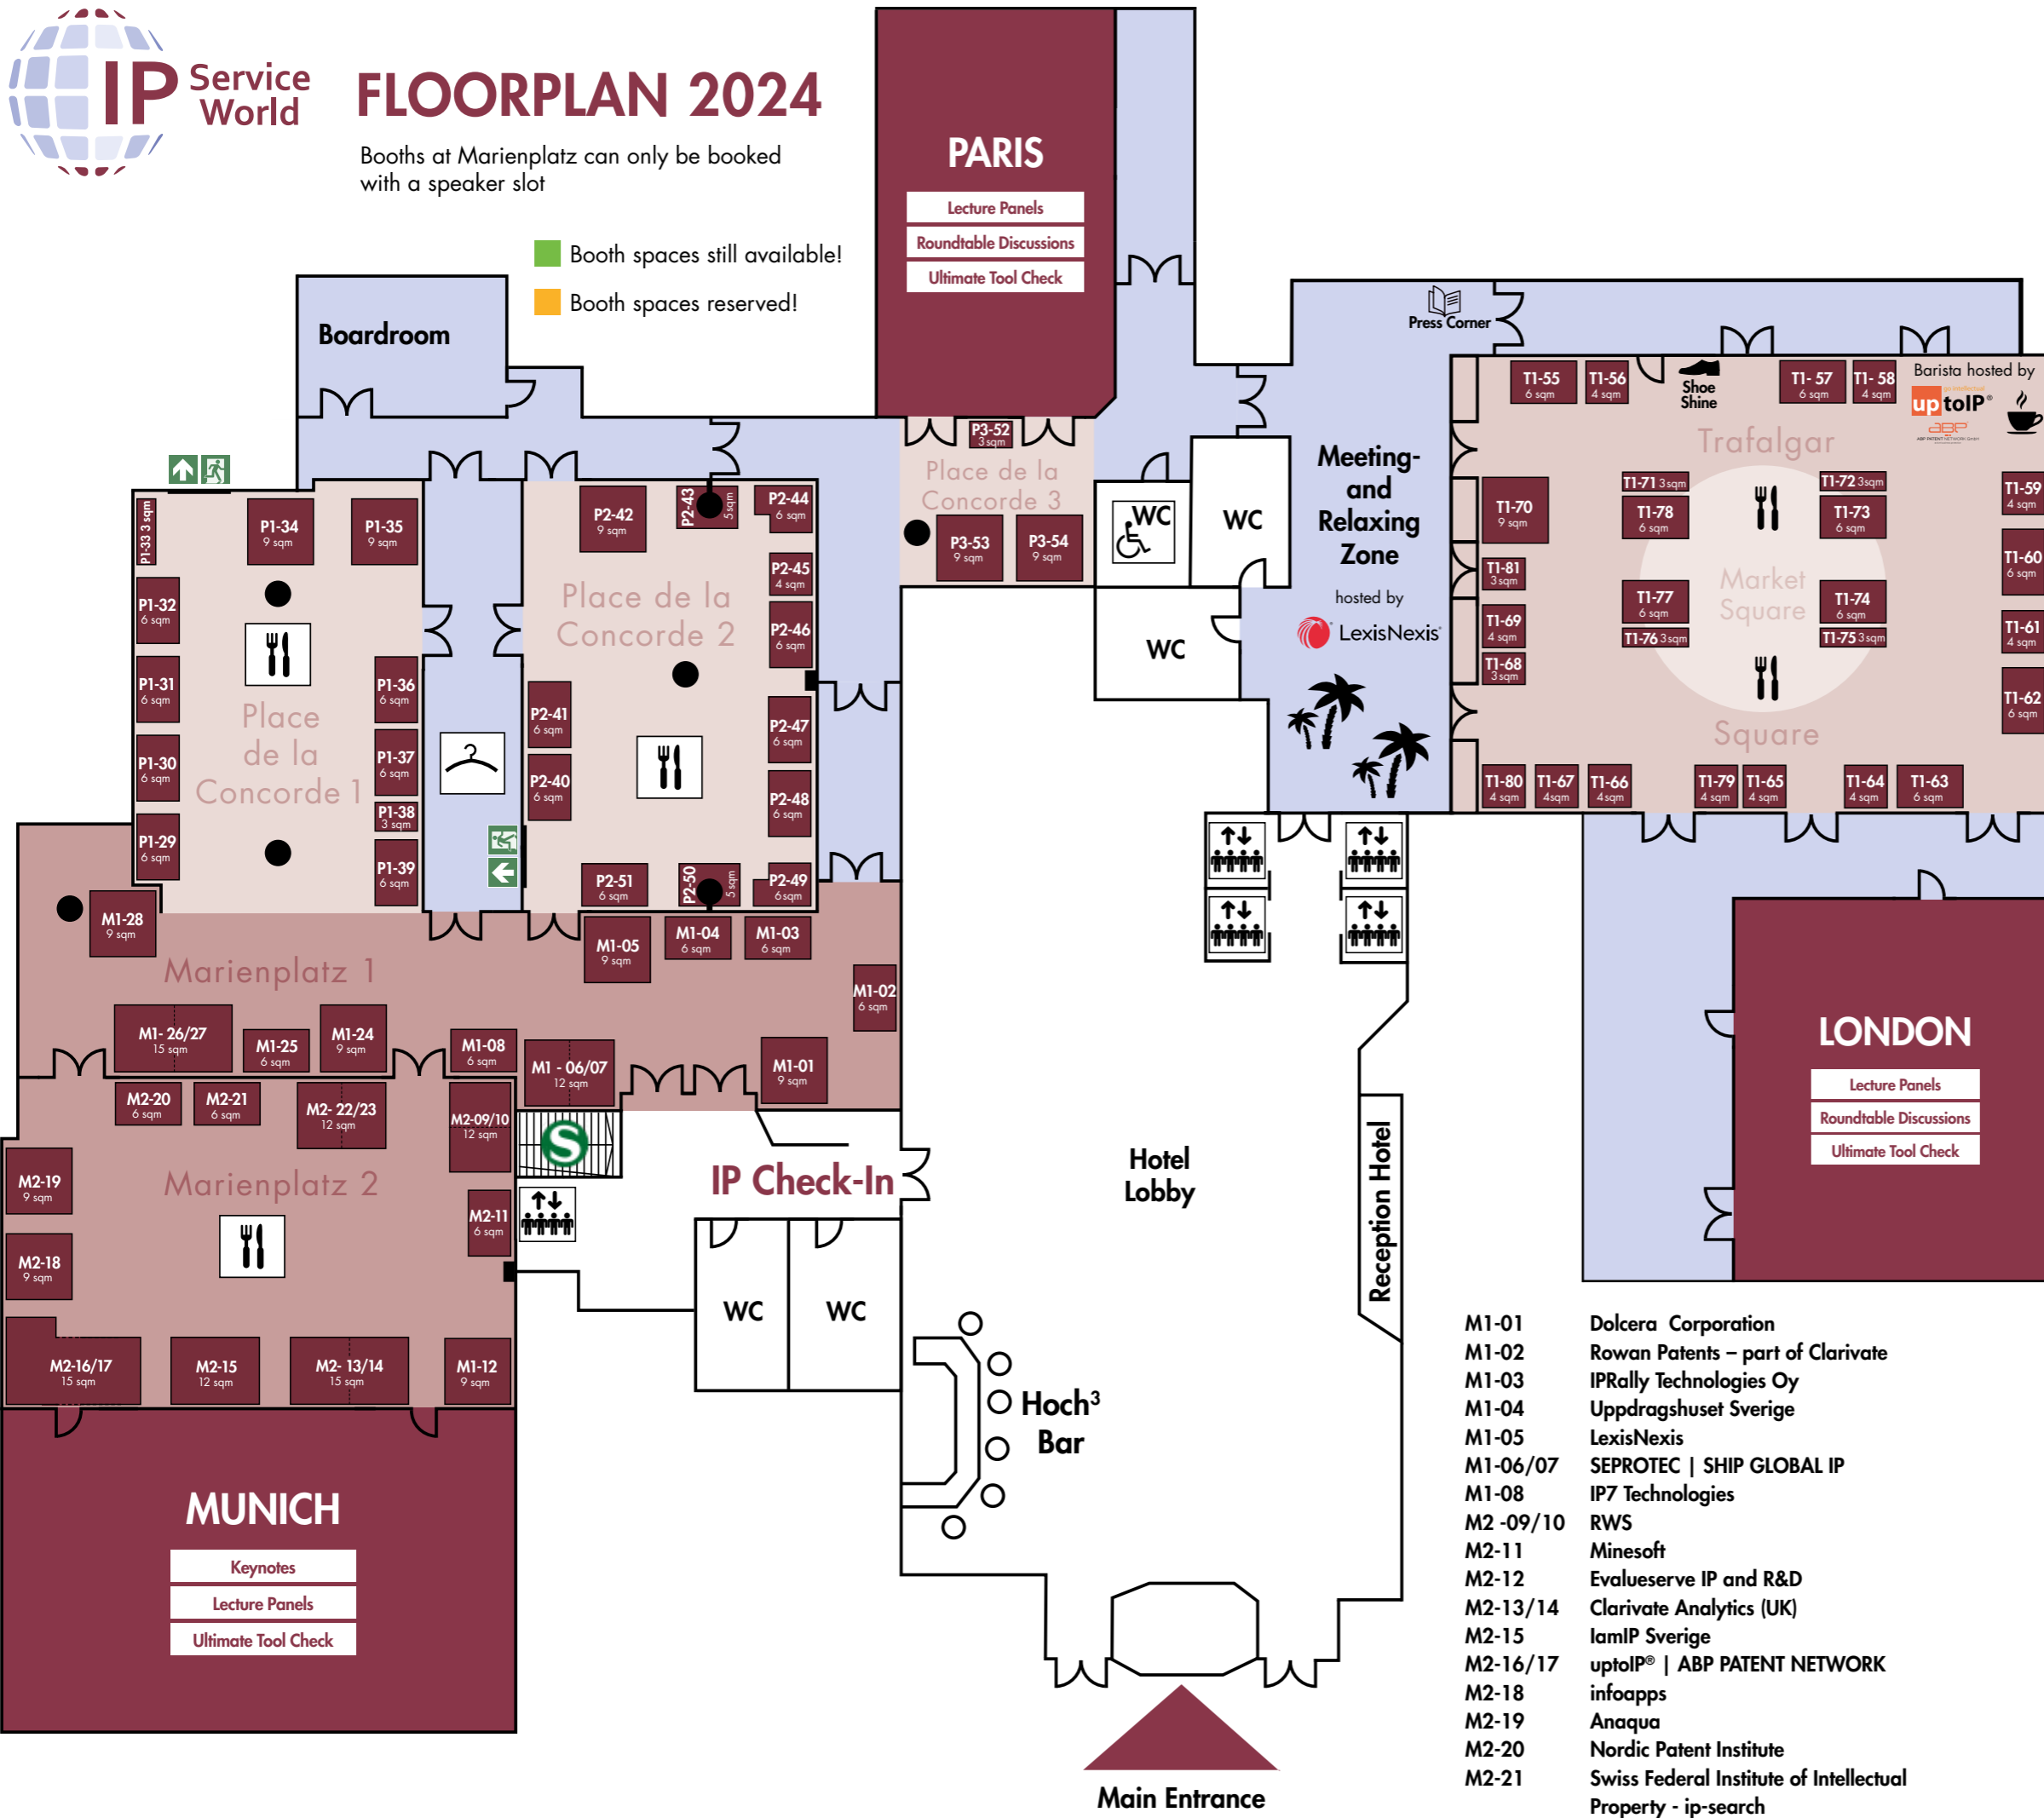 IP Service
World
FLOORPLAN 2024
Booths at Marienplatz can only be booked
with a speaker slot
Booth spaces still available!
Booth spaces reserved!
PARIS
Lecture Panels
Roundtable Discussions
Ultimate Tool Check
Boardroom
Press Corner
T1-55
6 sqm
T1-56
4 sqm
Shoe
Shine
T1- 57
6 sqm
T1- 58
4 sqm
Barista hosted by
uptoIP®
ABP
ABP PATENT NETWORK GmbH
Trafalgar
P3-52
3 sqm
Place de la
Concorde 3
P3-53
9 sqm
P3-54
9 sqm
WC
WC
WC
Meeting-
and
Relaxing
Zone
hosted by
LexisNexis®
T1-70
9 sqm
T1-71 3 sqm
T1-78
6 sqm
T1-72 3 sqm
T1-73
6 sqm
T1-59
4 sqm
T1-60
6 sqm
T1-81
3 sqm
T1-69
4 sqm
T1-68
3 sqm
T1-77
6 sqm
T1-76 3 sqm
Market
Square
T1-74
6 sqm
T1-75 3 sqm
T1-61
4 sqm
T1-62
6 sqm
Square
T1-80
4 sqm
T1-67
4sqm
T1-66
4sqm
T1-79
4 sqm
T1-65
4 sqm
T1-64
4 sqm
T1-63
6 sqm
P1-33 3 sqm
P1-34
9 sqm
P1-35
9 sqm
P1-32
6 sqm
P1-31
6 sqm
P1-30
6 sqm
P1-29
6 sqm
Place
de la
Concorde 1
P1-36
6 sqm
P1-37
6 sqm
P1-38
3 sqm
P1-39
6 sqm
P2-42
9 sqm
P2-43
5 sqm
P2-44
6 sqm
P2-45
4 sqm
Place de la
Concorde 2
P2-46
6 sqm
P2-41
6 sqm
P2-40
6 sqm
P2-47
6 sqm
P2-48
6 sqm
P2-51
6 sqm
P2-50
5 sqm
P2-49
6 sqm
M1-28
9 sqm
Marienplatz 1
M1-05
9 sqm
M1-04
6 sqm
M1-03
6 sqm
M1-02
6 sqm
M1- 26/27
15 sqm
M1-25
6 sqm
M1-24
9 sqm
M1-08
6 sqm
M1 - 06/07
12 sqm
M1-01
9 sqm
M2-20
6 sqm
M2-21
6 sqm
M2- 22/23
12 sqm
M2-09/10
12 sqm
S
M2-19
9 sqm
Marienplatz 2
M2-11
6 sqm
M2-18
9 sqm
M2-16/17
15 sqm
M2-15
12 sqm
M2- 13/14
15 sqm
M1-12
9 sqm
IP Check-In
WC
WC
Hotel
Lobby
Reception Hotel
Hoch³
Bar
LONDON
Lecture Panels
Roundtable Discussions
Ultimate Tool Check
MUNICH
Keynotes
Lecture Panels
Ultimate Tool Check
Main Entrance
M1-01 Dolcera Corporation
M1-02 Rowan Patents – part of Clarivate
M1-03 IPRally Technologies Oy
M1-04 Uppdragshuset Sverige
M1-05 LexisNexis
M1-06/07 SEPROTEC | SHIP GLOBAL IP
M1-08 IP7 Technologies
M2 -09/10 RWS
M2-11 Minesoft
M2-12 Evalueserve IP and R&D
M2-13/14 Clarivate Analytics (UK)
M2-15 IamIP Sverige
M2-16/17 uptoIP® | ABP PATENT NETWORK
M2-18 infoapps
M2-19 Anaqua
M2-20 Nordic Patent Institute
M2-21 Swiss Federal Institute of Intellectual
Property - ip-search